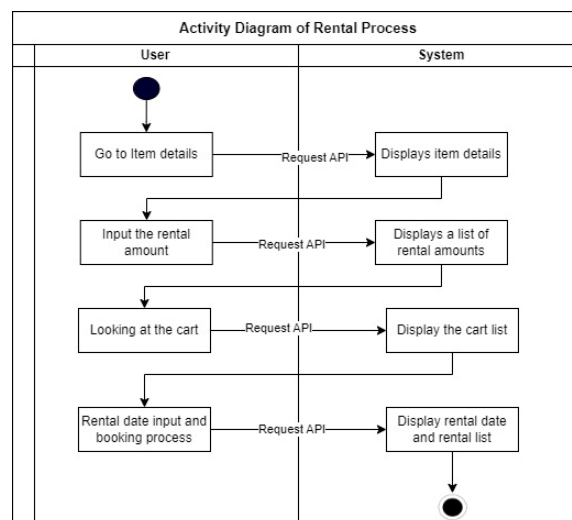 Activity Diagram of Rental Process
User
System
Go to Item details
Request API
Displays item details
Input the rental
amount
Request API
Displays a list of
rental amounts
Looking at the cart
Request API
Display the cart list
Rental date input and
booking process
Request API
Display rental date
and rental list